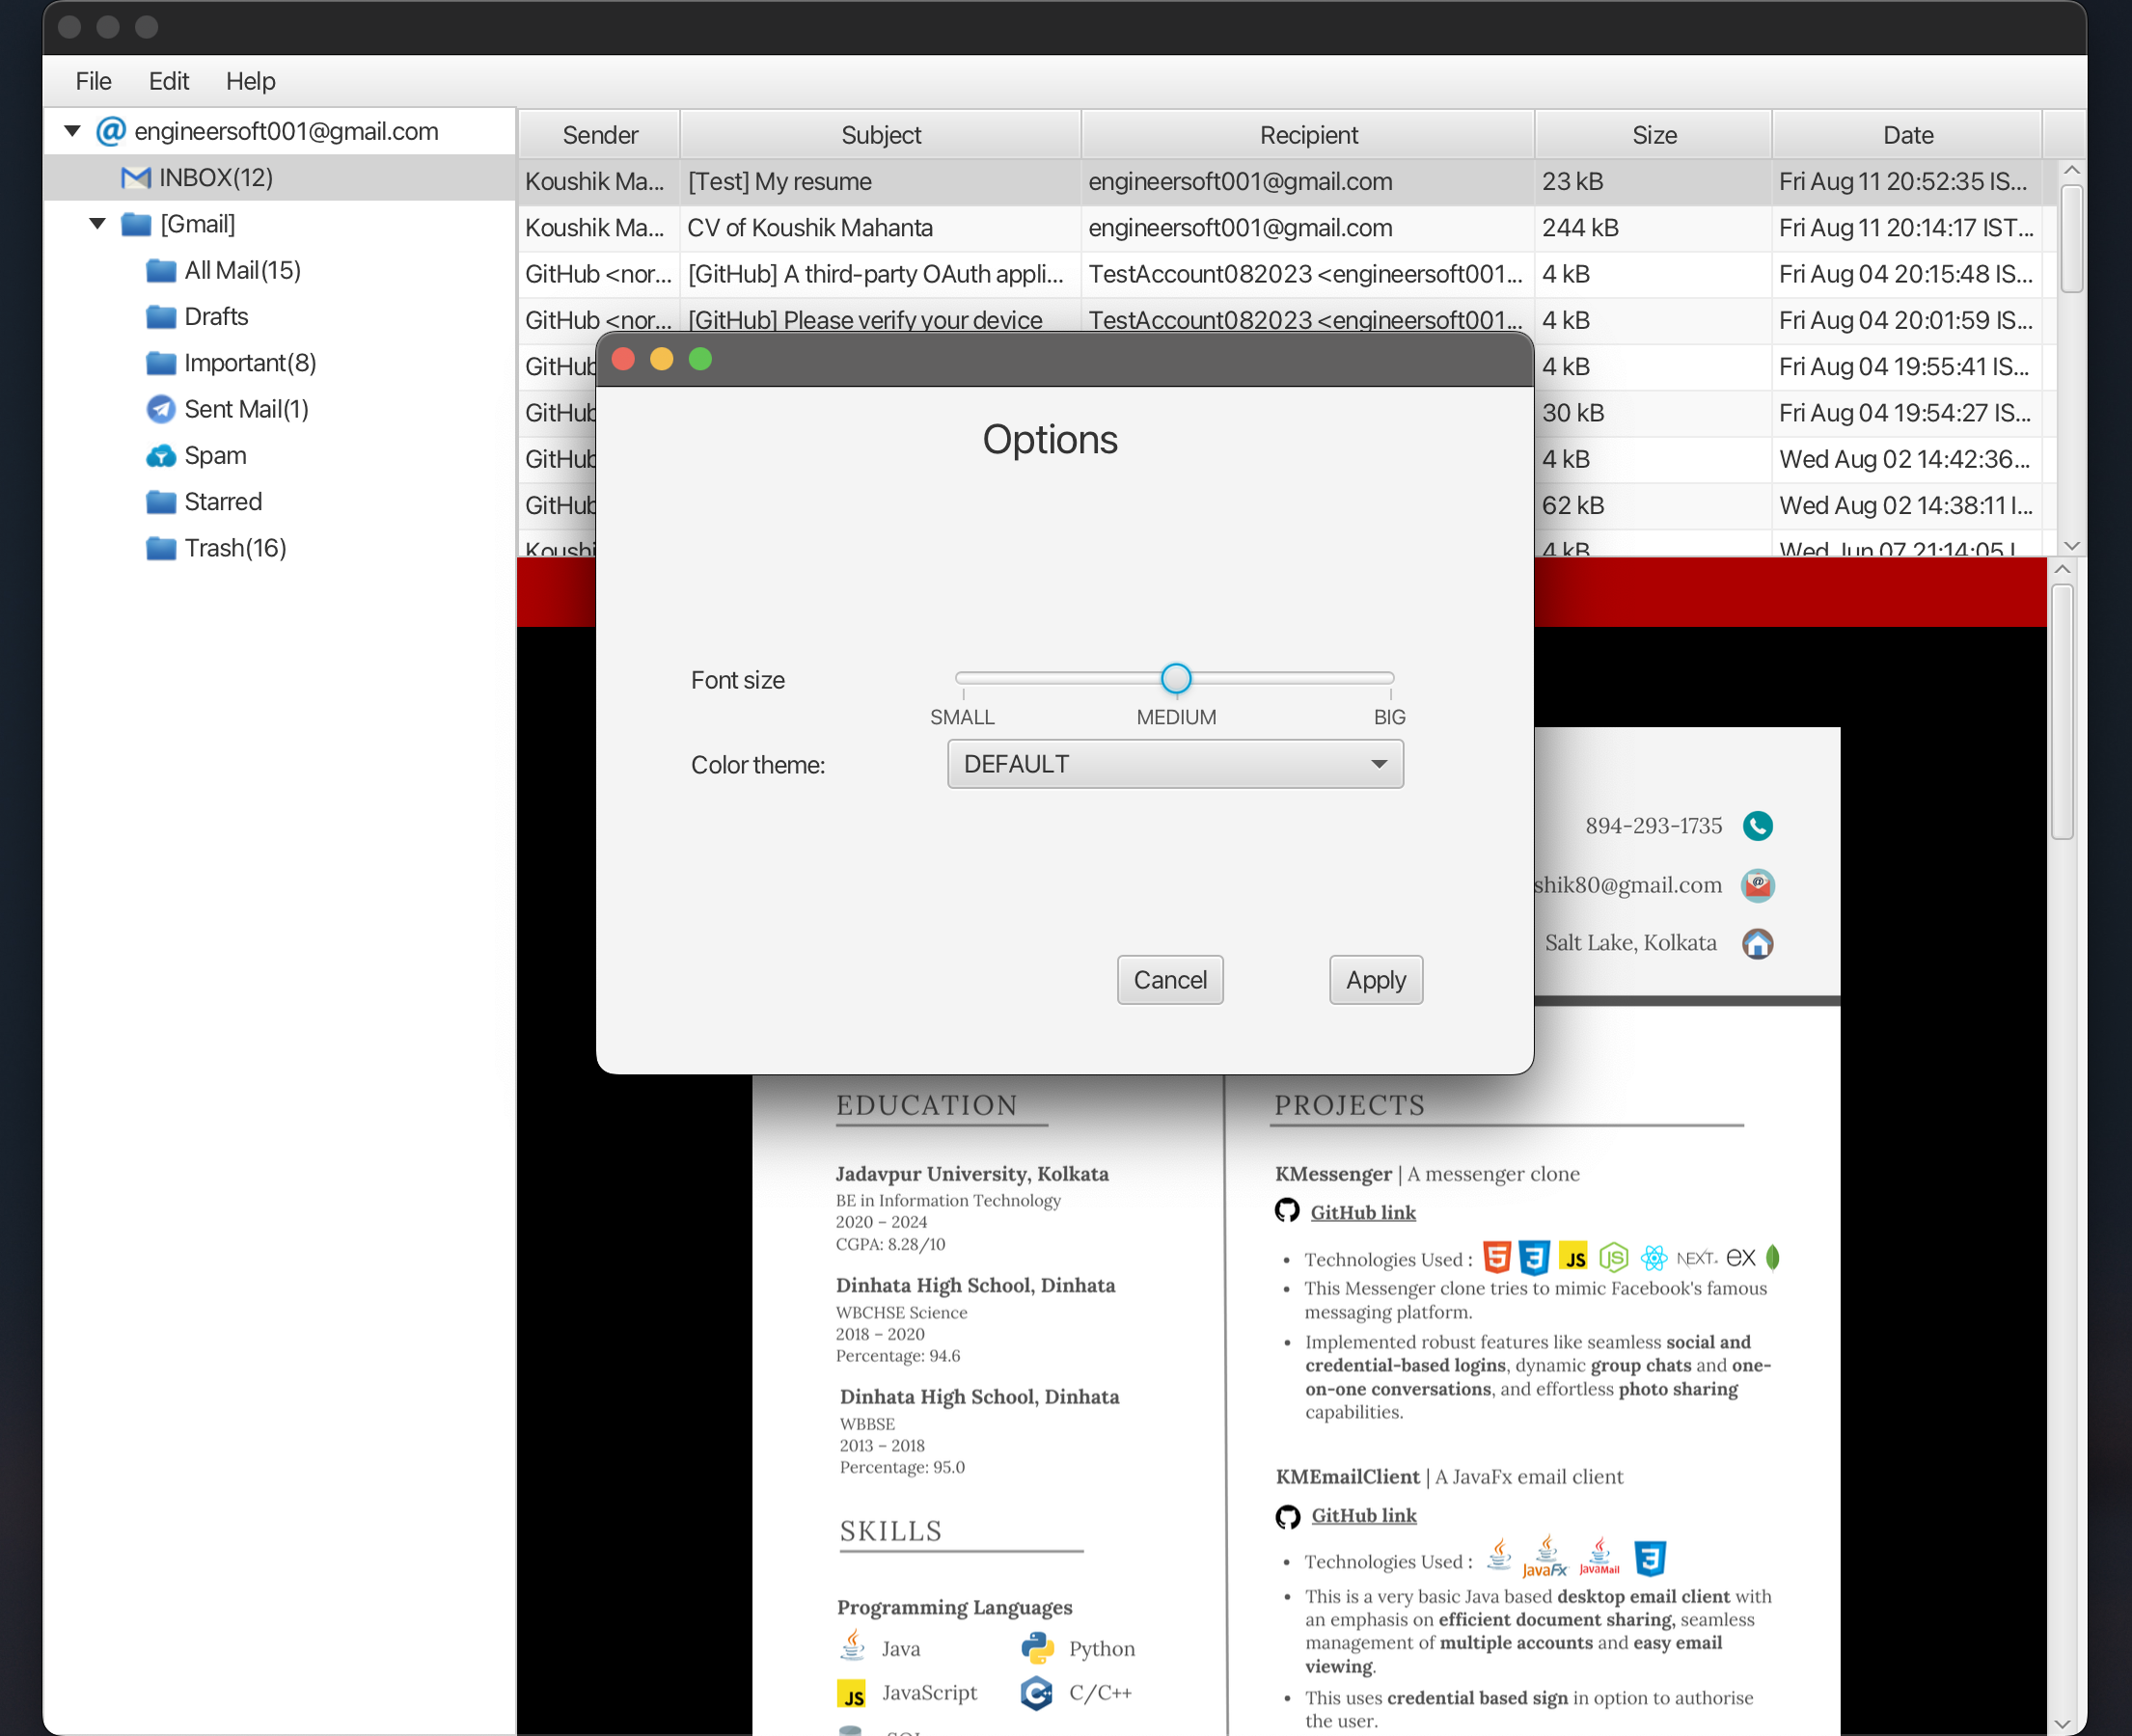 File Edit Help
engineersoft001@gmail.com
INBOX(12)
[Gmail]
All Mail(15)
Drafts
Important(8)
Sent Mail(1)
Spam
Starred
Trash(16)
Sender Subject Recipient Size Date
Koushik Ma... [Test] My resume engineersoft001@gmail.com 23 kB Fri Aug 11 20:52:35 IS...
Koushik Ma... CV of Koushik Mahanta engineersoft001@gmail.com 244 kB Fri Aug 11 20:14:17 IST...
GitHub <nor... [GitHub] A third-party OAuth appli... TestAccount082023 <engineersoft001... 4 kB Fri Aug 04 20:15:48 IS...
GitHub <nor... [GitHub] Please verify your device TestAccount082023 <engineersoft001... 4 kB Fri Aug 04 20:01:59 IS...
GitHub 4 kB Fri Aug 04 19:55:41 IS...
GitHub 30 kB Fri Aug 04 19:54:27 IS...
GitHub 4 kB Wed Aug 02 14:42:36...
GitHub 62 kB Wed Aug 02 14:38:11 I...
Koushi 4 kB Wed Jun 07 21:14:05 I
Options
Font size
SMALL MEDIUM BIG
Color theme: DEFAULT
Cancel Apply
894-293-1735
shik80@gmail.com
Salt Lake, Kolkata
EDUCATION
Jadavpur University, Kolkata
BE in Information Technology
2020 – 2024
CGPA: 8.28/10
Dinhata High School, Dinhata
WBCHSE Science
2018 – 2020
Percentage: 94.6
Dinhata High School, Dinhata
WBBSE
2013 – 2018
Percentage: 95.0
SKILLS
Programming Languages
Java Python
JS JavaScript C/C++
PROJECTS
KMessenger | A messenger clone
GitHub link
• Technologies Used : 5 3 JS JS NEXT. ex
• This Messenger clone tries to mimic Facebook's famous
messaging platform.
• Implemented robust features like seamless social and
credential-based logins, dynamic group chats and one-
on-one conversations, and effortless photo sharing
capabilities.
KMEmailClient | A JavaFx email client
GitHub link
• Technologies Used : JavaFx JavaMail 3
• This is a very basic Java based desktop email client with
an emphasis on efficient document sharing, seamless
management of multiple accounts and easy email
viewing.
• This uses credential based sign in option to authorise
the user.